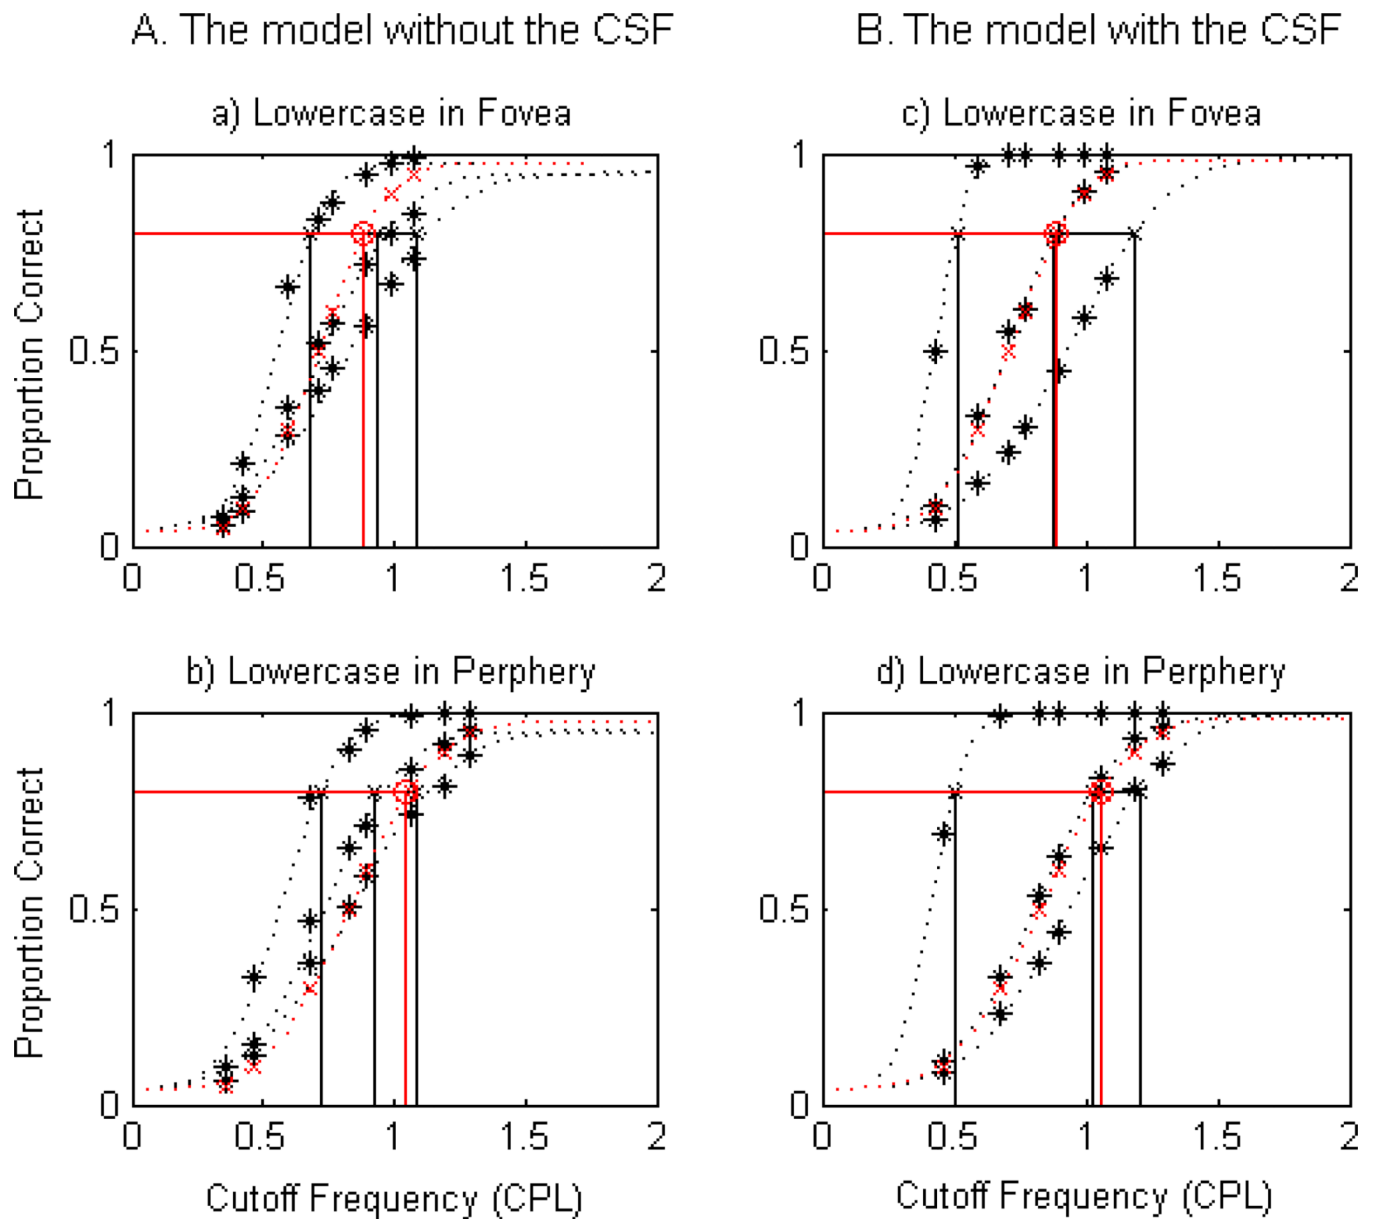 A. The model without the CSF
B. The model with the CSF
a) Lowercase in Fovea
c) Lowercase in Fovea
Proportion Correct
1
0.5
0
0 0.5 1 1.5 2
1
0.5
0
0 0.5 1 1.5 2
b) Lowercase in Perphery
d) Lowercase in Perphery
Proportion Correct
1
0.5
0
0 0.5 1 1.5 2
1
0.5
0
0 0.5 1 1.5 2
Cutoff Frequency (CPL)
Cutoff Frequency (CPL)